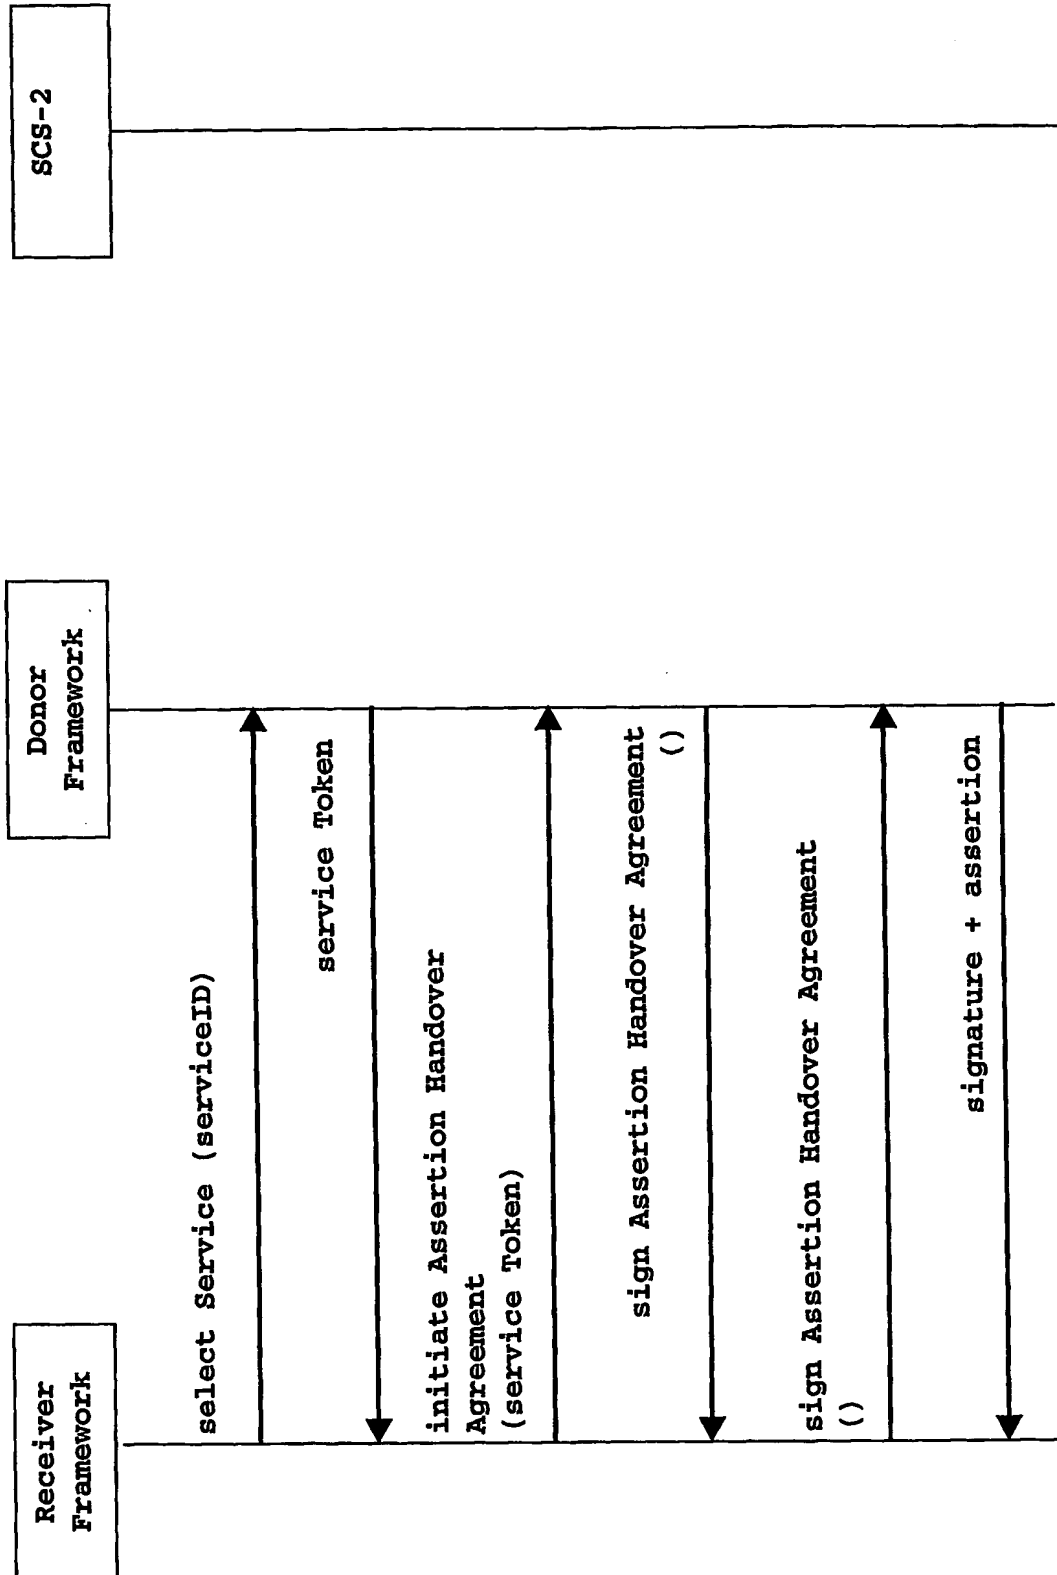 Receiver
Framework
Donor
Framework
SCS-2
select Service (serviceID)
service Token
initiate Assertion Handover
Agreement
(service Token)
sign Assertion Handover Agreement
()
sign Assertion Handover Agreement
()
signature + assertion